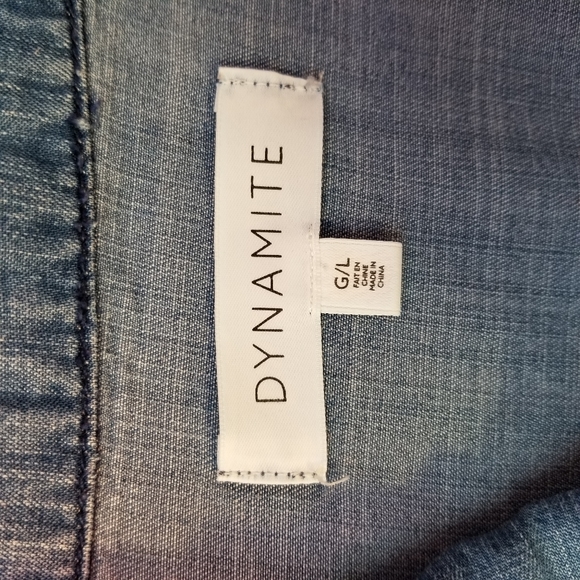 DYNAMITE
G/L
FAIT EN
CHINE
MADE IN
CHINA